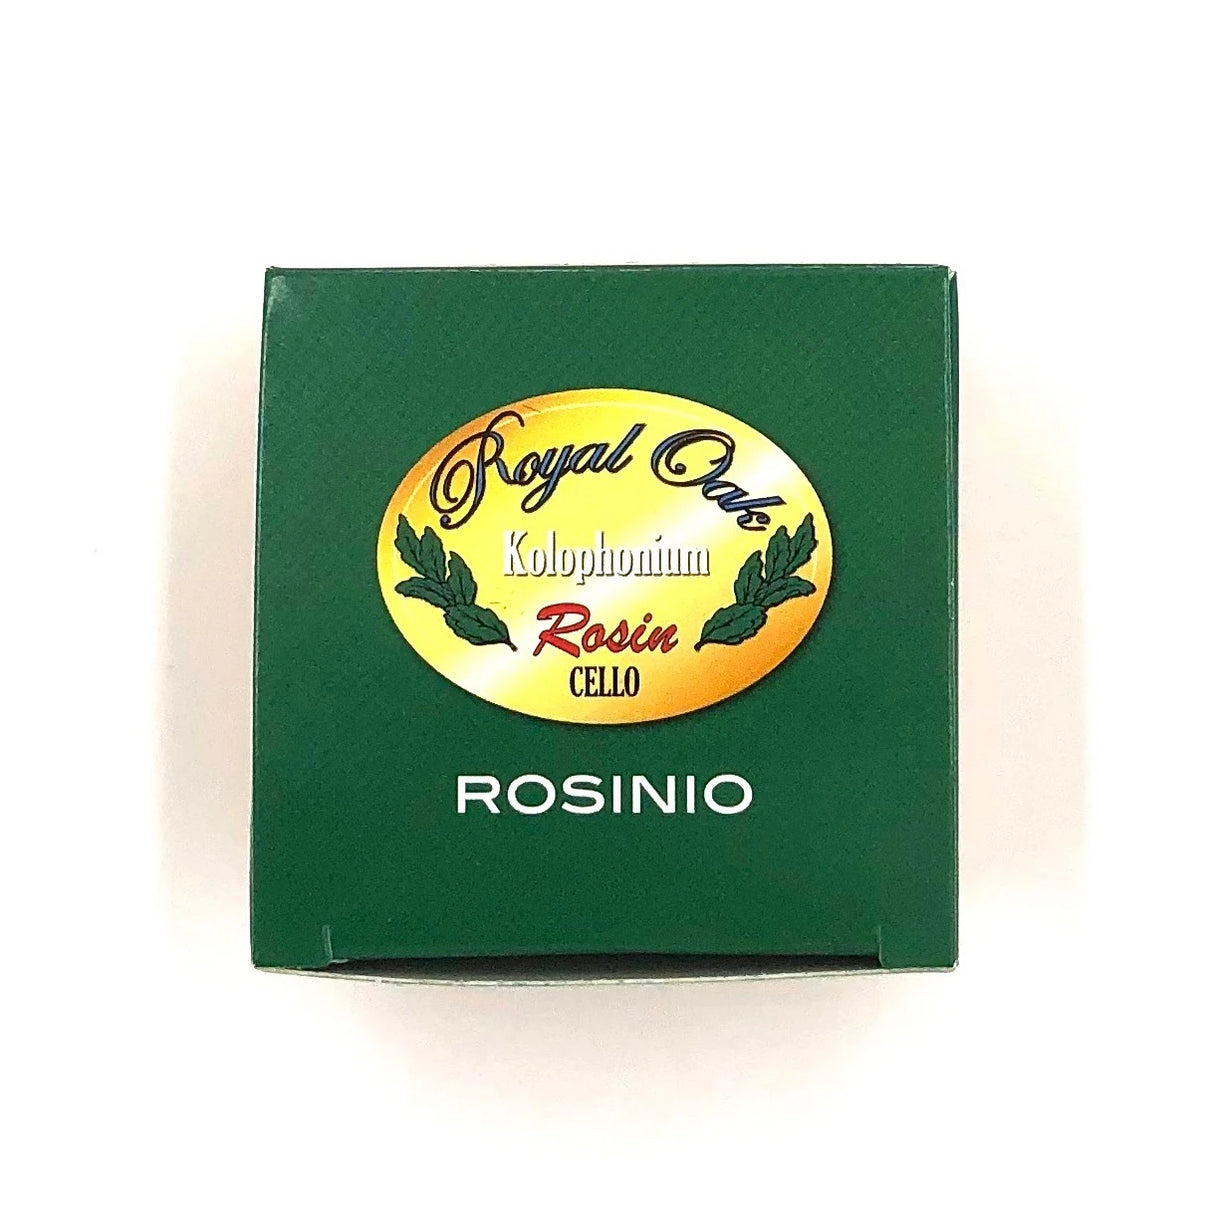 Royal Oak
Kolophonium
Rosin
CELLO
ROSINIO